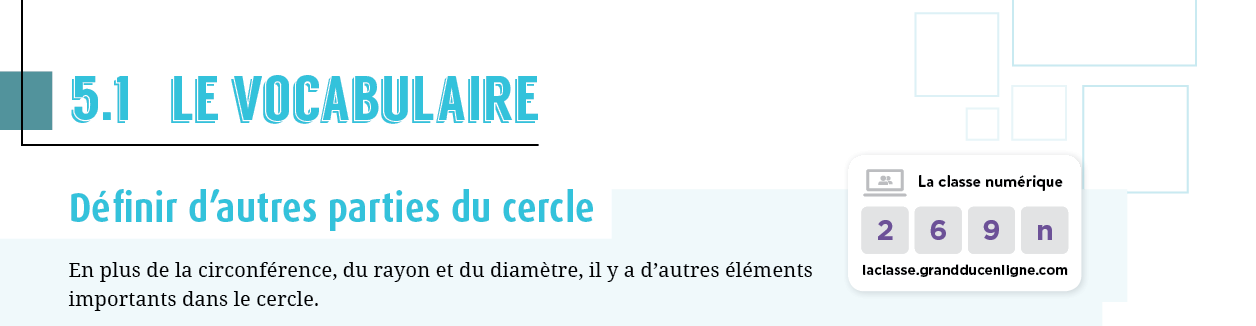 5.1 LE VOCABULAIRE
Définir d’autres parties du cercle
En plus de la circonférence, du rayon et du diamètre, il y a d’autres éléments
importants dans le cercle.
La classe numérique
2 6 9 n
laclasse.grandducenligne.com